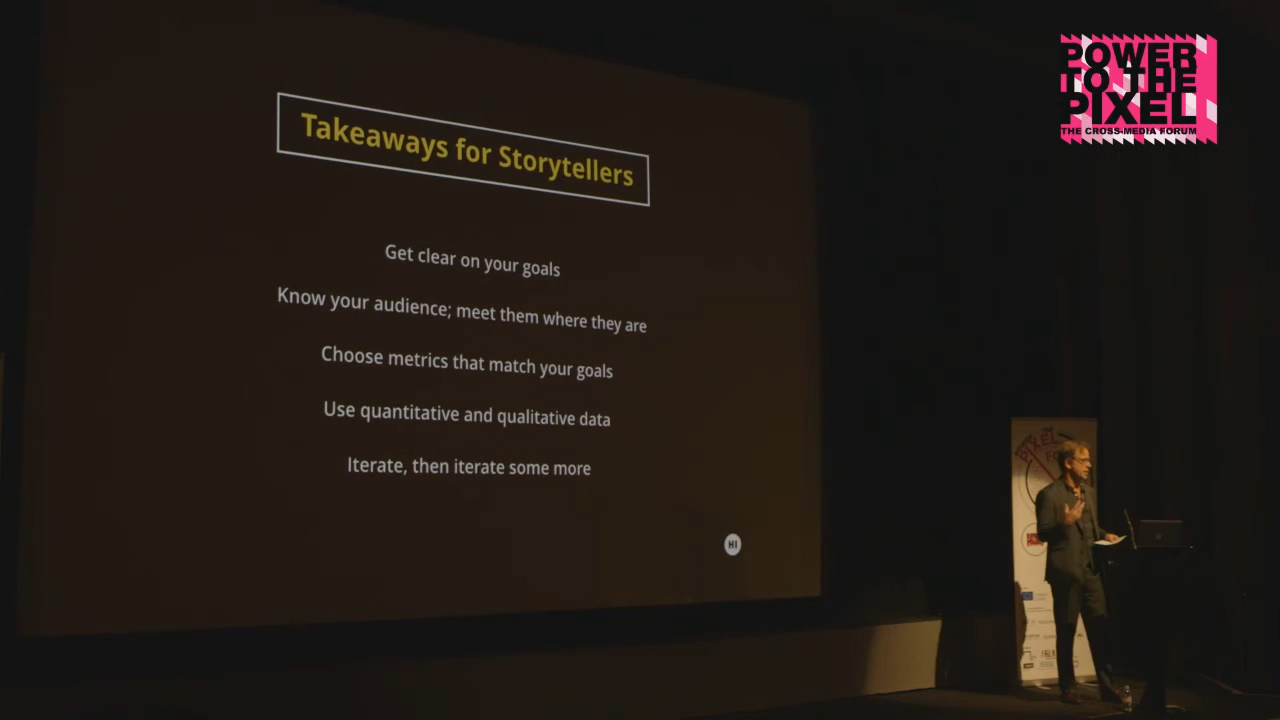 POWER
TO THE
PIXEL
THE CROSS-MEDIA FORUM
Takeaways for Storytellers
Get clear on your goals
Know your audience; meet them where they are
Choose metrics that match your goals
Use quantitative and qualitative data
Iterate, then iterate some more
HI
PIXEL